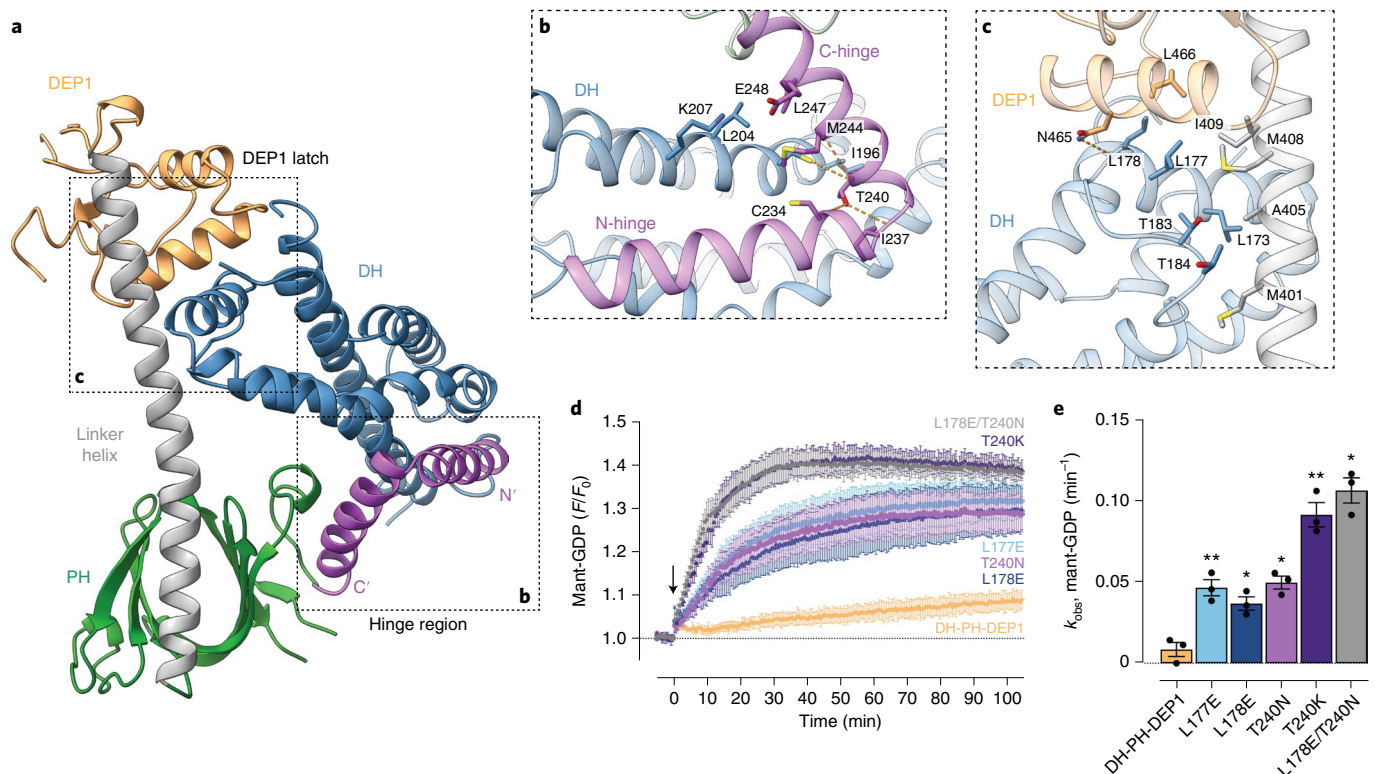 a
DEP1
DEP1 latch
DH
c
Linker
helix
N′
PH
C′
b
Hinge region
b
C-hinge
DH
E248
K207
L247
L204
M244
I196
T240
C234
N-hinge
I237
c
L466
DEP1
I409
N465
M408
L178
L177
A405
DH
T183
L173
T184
M401
d
Mant-GDP (F/F0)
1.5
1.4
1.3
1.2
1.1
1.0
L178E/T240N
T240K
L177E
T240N
L178E
DH-PH-DEP1
0 10 20 30 40 50 60 70 80 90 100
Time (min)
e
kobs, mant-GDP (min−1)
0.15
0.10
0.05
0
** * * ** *
DH-PH-DEP1
L177E
L178E
T240N
T240K
L178E/T240N